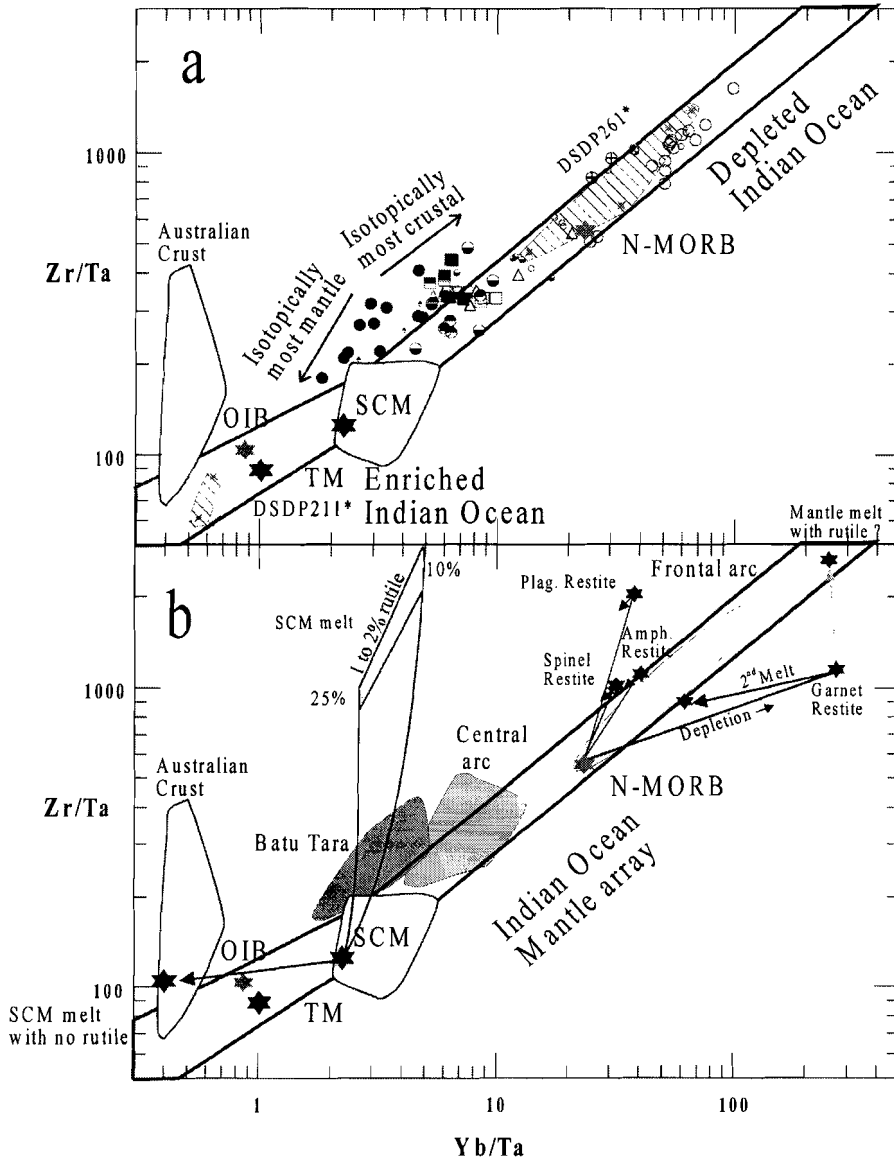 a
1000
Zr/Ta
100
Australian
Crust
Isotopically
most mantle
Isotopically
most crustal
DSDP261*
Depleted
Indian Ocean
N-MORB
OIB
SCM
TM
DSDP211*
Enriched
Indian Ocean
b
1000
Zr/Ta
100
SCM melt
1 to 2% rutile
10%
25%
Plag. Restite
Frontal arc
Mantle melt
with rutile ?
Amph.
Restite
Spinel
Restite
2nd Melt
Garnet
Restite
Depletion
N-MORB
Central
arc
Batu Tara
Australian
Crust
OIB
SCM
TM
Indian Ocean
Mantle array
SCM melt
with no rutile
1
10
100
Yb/Ta